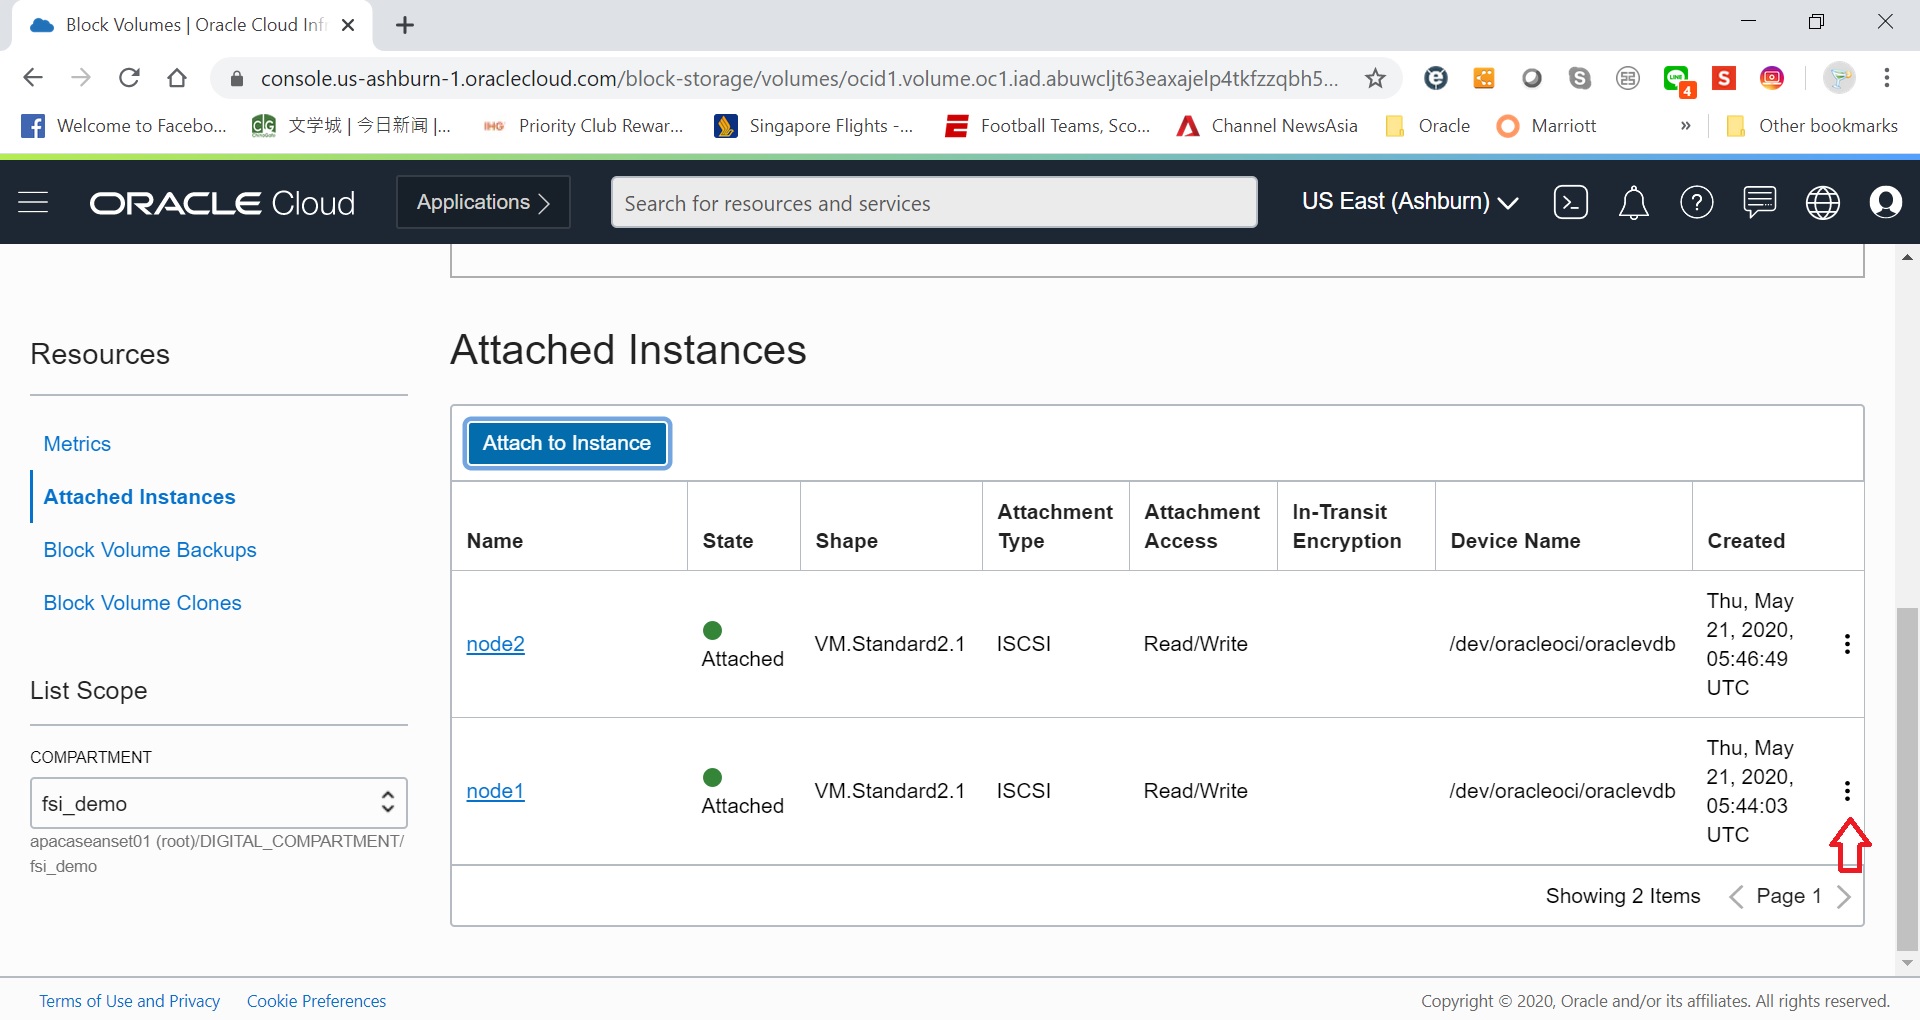 Block Volumes | Oracle Cloud Inf
console.us-ashburn-1.oraclecloud.com/block-storage/volumes/ocid1.volume.oc1.iad.abuwcljt63eaxajelp4tkfzzqbh5...
LINE
4
S
Welcome to Facebo...
CG
文学城 | 今日新闻 |...
IHG
Priority Club Rewar...
Singapore Flights -...
Football Teams, Sco...
Channel NewsAsia
Oracle
Marriott
»
Other bookmarks
ORACLE Cloud
Applications
Search for resources and services
US East (Ashburn)
Resources
Metrics
Attached Instances
Block Volume Backups
Block Volume Clones
List Scope
COMPARTMENT
fsi_demo
apacaseanset01 (root)/DIGITAL_COMPARTMENT/
fsi_demo
Attached Instances
Attach to Instance
Name State Shape Attachment Type Attachment Access In-Transit Encryption Device Name Created
node2 Attached VM.Standard2.1 ISCSI Read/Write /dev/oracleoci/oraclevdb Thu, May 21, 2020, 05:46:49 UTC
node1 Attached VM.Standard2.1 ISCSI Read/Write /dev/oracleoci/oraclevdb Thu, May 21, 2020, 05:44:03 UTC
Showing 2 Items
Page 1
Terms of Use and Privacy Cookie Preferences
Copyright © 2020, Oracle and/or its affiliates. All rights reserved.